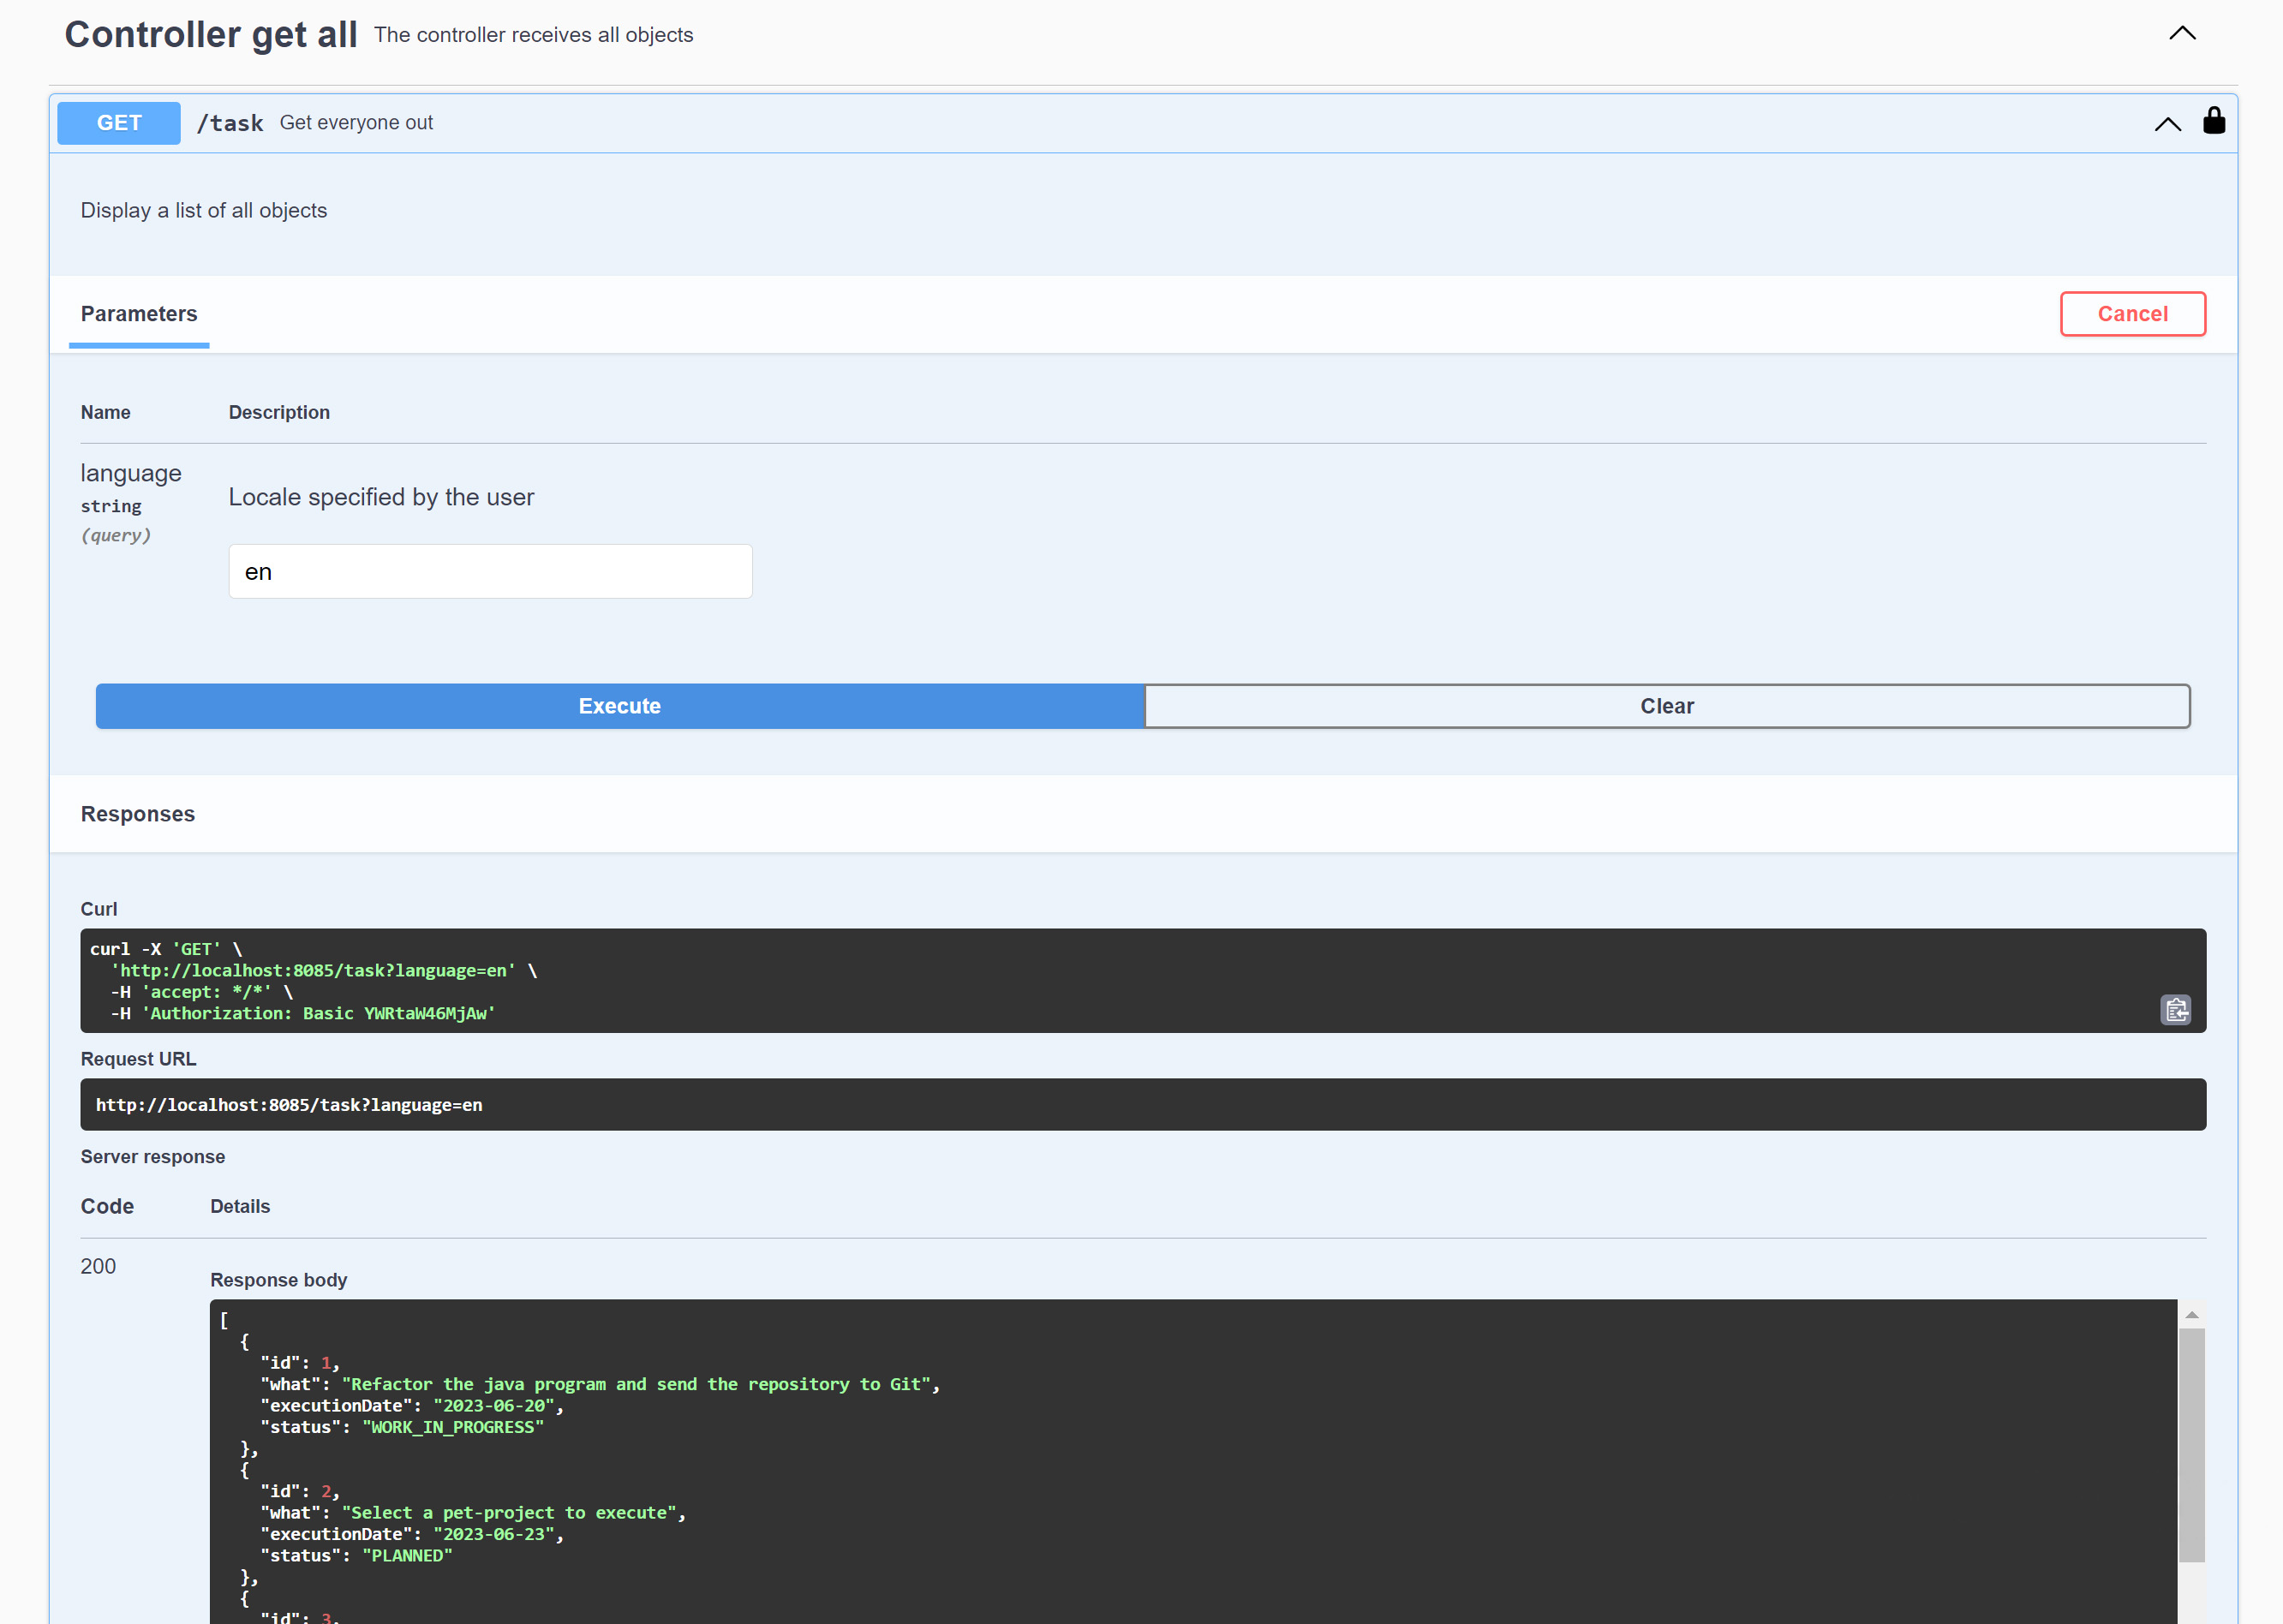 Controller get all The controller receives all objects
GET /task Get everyone out
Display a list of all objects
Parameters
Cancel
Name Description
language
string
(query)
Locale specified by the user
en
Execute Clear
Responses
Curl
curl -X 'GET' \
'http://localhost:8085/task?language=en' \
-H 'accept: */*' \
-H 'Authorization: Basic YWRtaW46MjAw'
Request URL
http://localhost:8085/task?language=en
Server response
Code Details
200
Response body
[
{
"id": 1,
"what": "Refactor the java program and send the repository to Git",
"executionDate": "2023-06-20",
"status": "WORK_IN_PROGRESS"
},
{
"id": 2,
"what": "Select a pet-project to execute",
"executionDate": "2023-06-23",
"status": "PLANNED"
},
{
"id": 3,